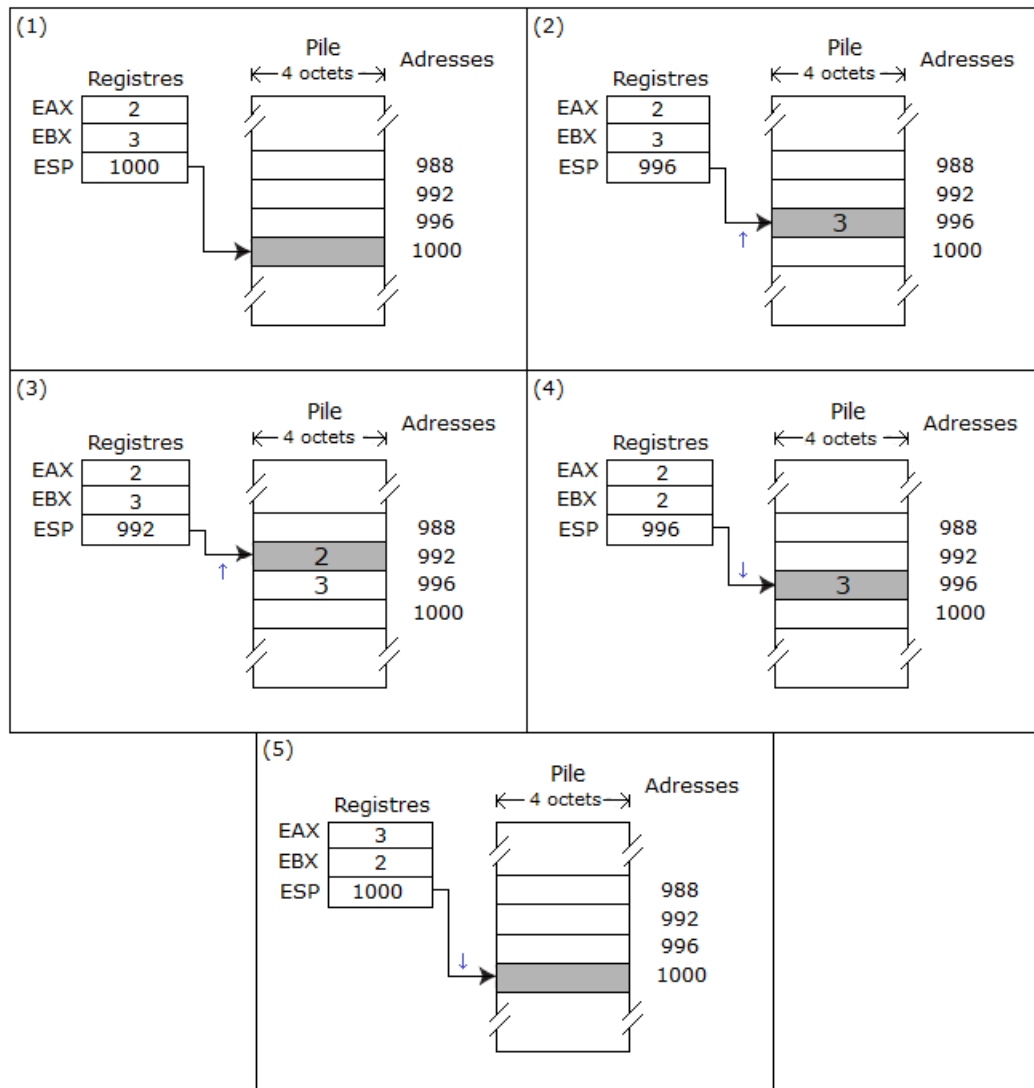 (1)
Pile
4 octets
Adresses
Registres
EAX 2
EBX 3
ESP 1000
988
992
996
1000
(2)
Pile
4 octets
Adresses
Registres
EAX 2
EBX 3
ESP 996
988
992
3 996
1000
(3)
Pile
4 octets
Adresses
Registres
EAX 2
EBX 3
ESP 992
988
2 992
3 996
1000
(4)
Pile
4 octets
Adresses
Registres
EAX 2
EBX 2
ESP 996
988
992
3 996
1000
(5)
Pile
4 octets
Adresses
Registres
EAX 3
EBX 2
ESP 1000
988
992
996
1000